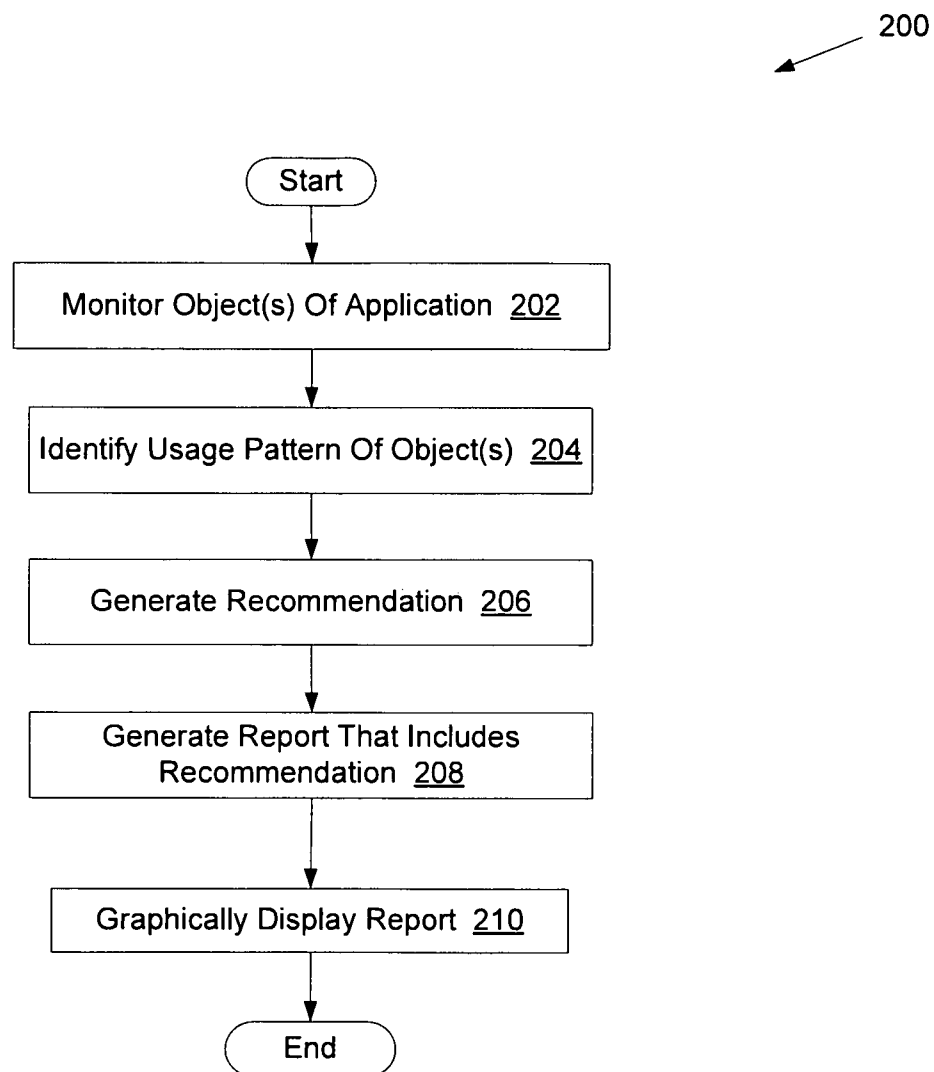 200
Start
Monitor Object(s) Of Application 202
Identify Usage Pattern Of Object(s) 204
Generate Recommendation 206
Generate Report That Includes
Recommendation 208
Graphically Display Report 210
End